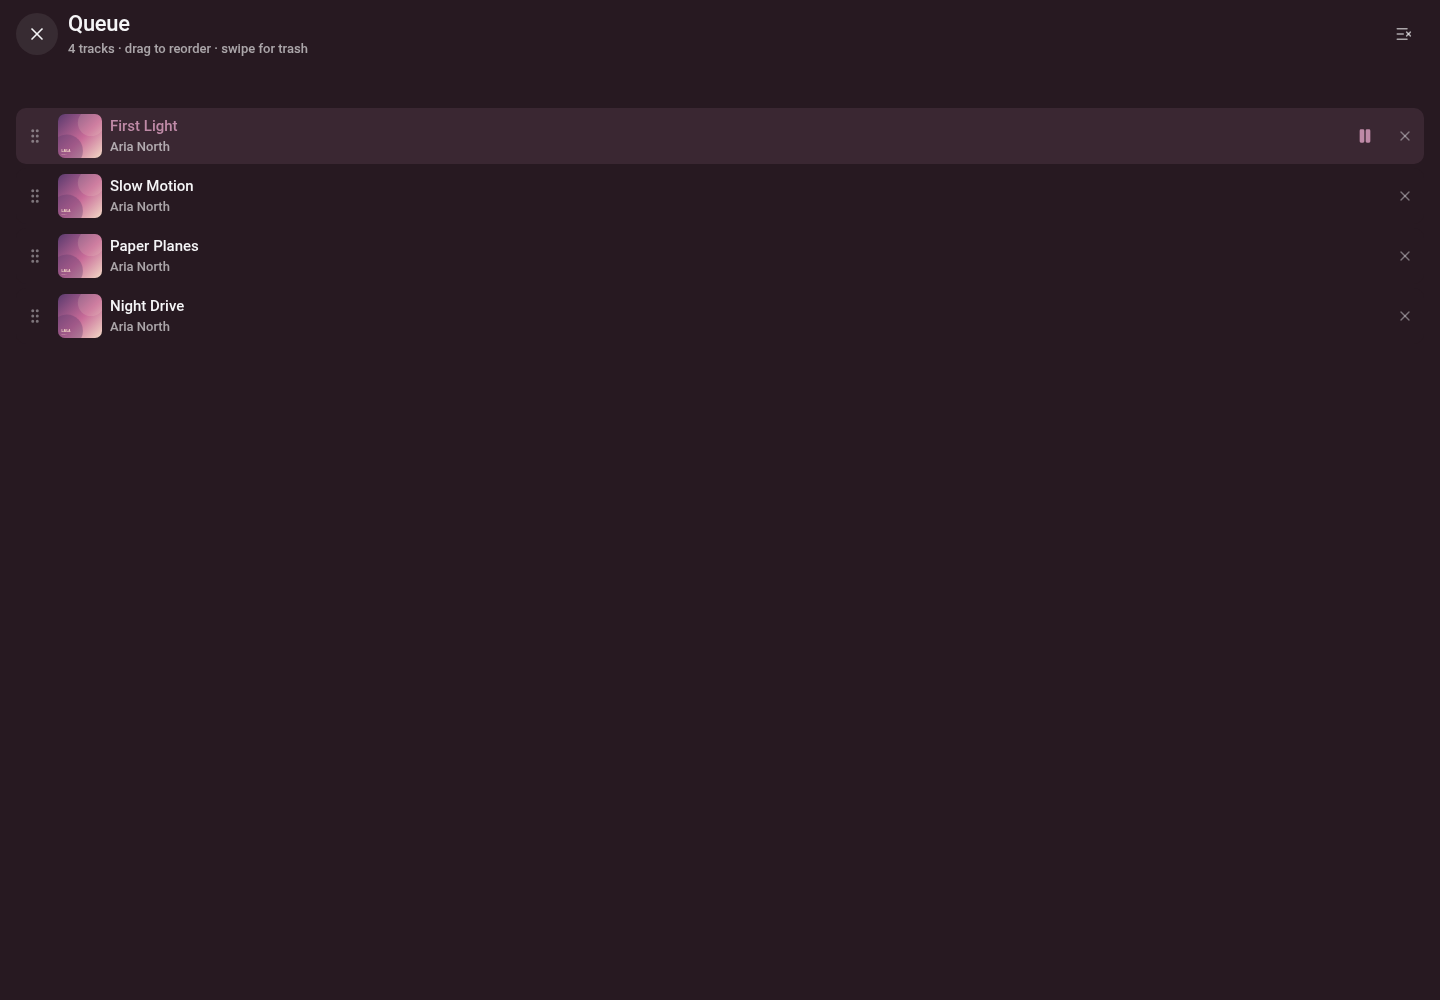 Queue
4 tracks · drag to reorder · swipe for trash
First Light
Aria North
Slow Motion
Aria North
Paper Planes
Aria North
Night Drive
Aria North